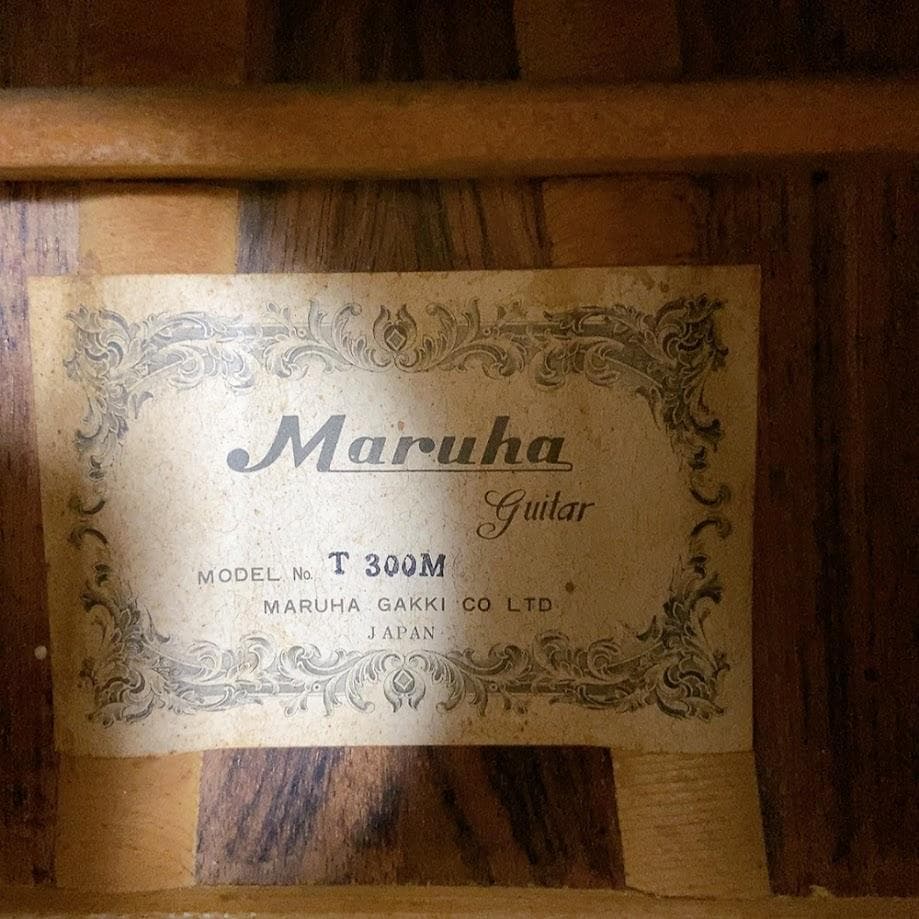 Maruha
Guitar
MODEL No. T 300M
MARUHA GAKKI CO LTD
JAPAN